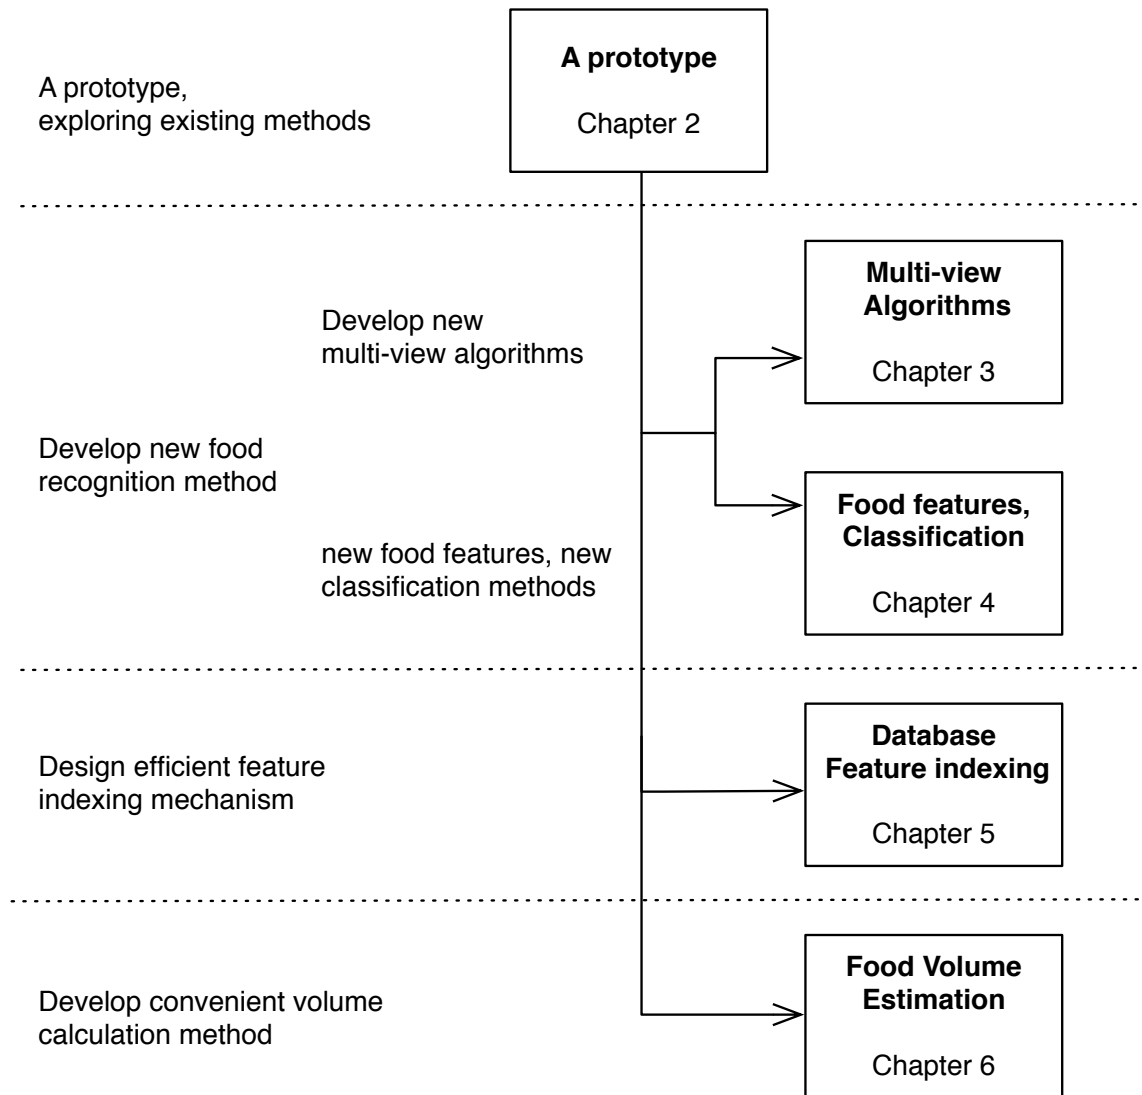 A prototype
Chapter 2
A prototype,
exploring existing methods
Multi-view
Algorithms
Chapter 3
Develop new
multi-view algorithms
Develop new food
recognition method
Food features,
Classification
Chapter 4
new food features, new
classification methods
Database
Feature indexing
Chapter 5
Design efficient feature
indexing mechanism
Food Volume
Estimation
Chapter 6
Develop convenient volume
calculation method